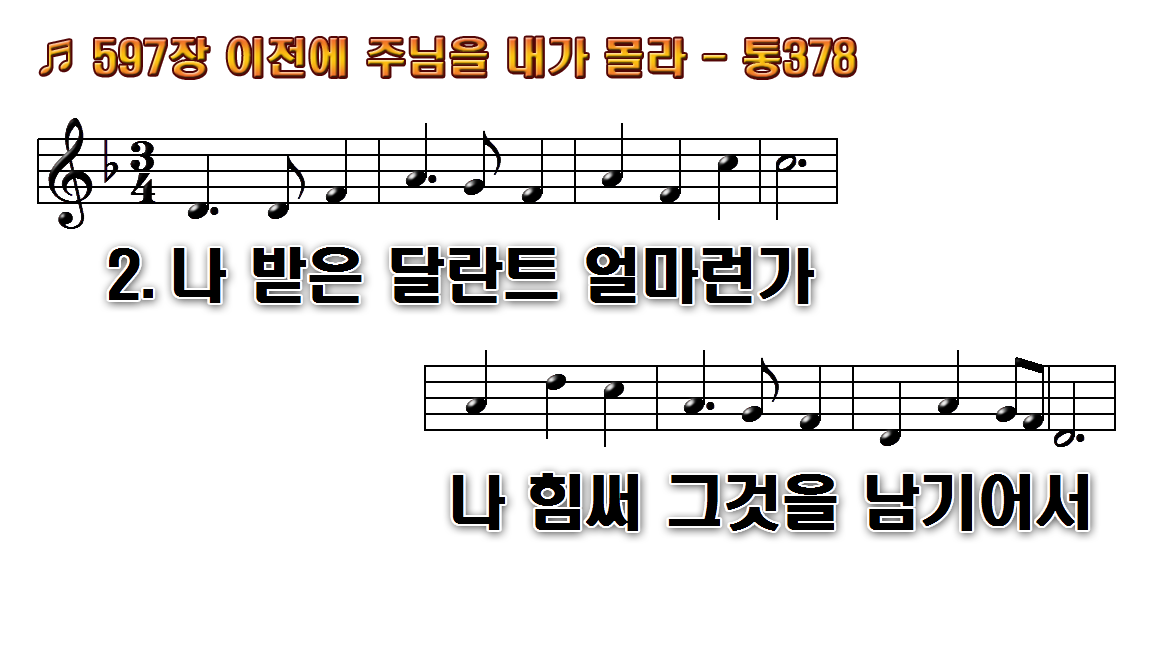 ♬ 597장 이전에 주님을 내가 몰라 - 통378
3
4
2. 나 받은 달란트 얼마런가
나 힘써 그것을 남기어서